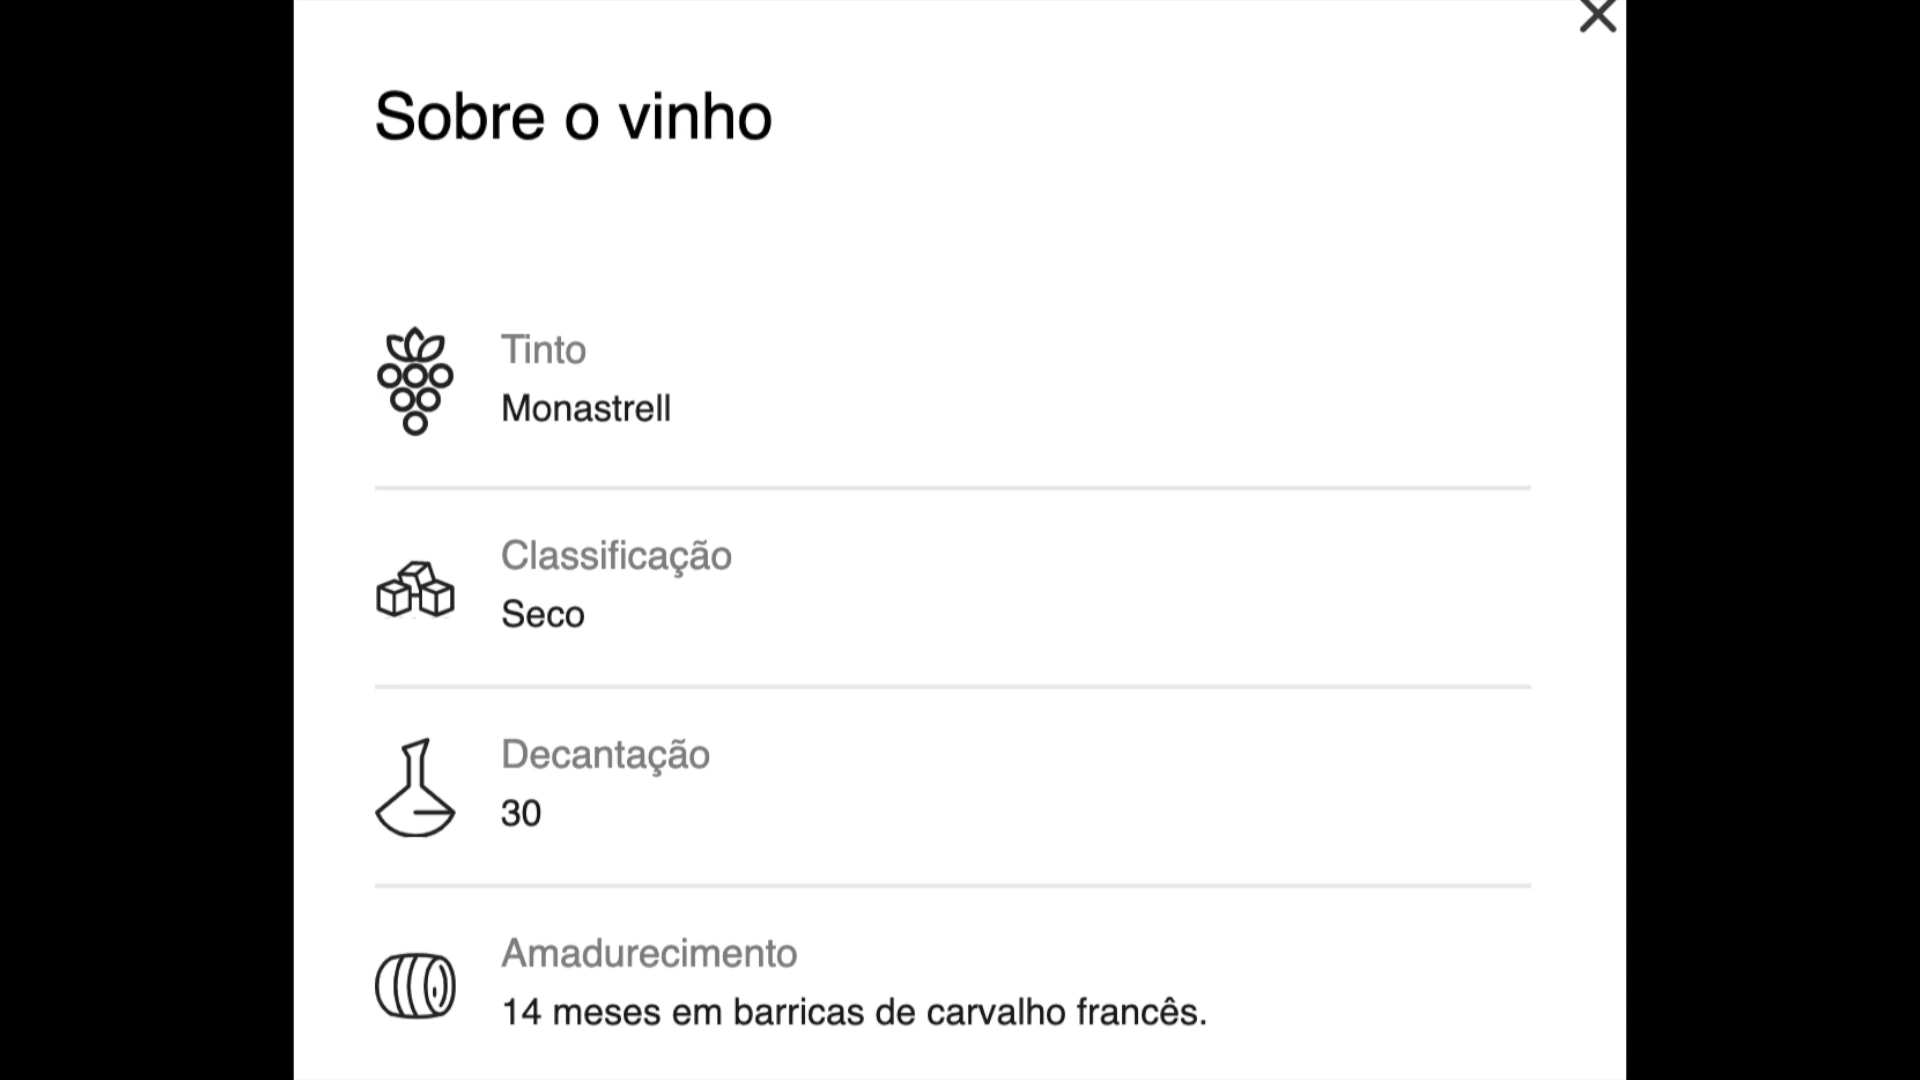 Sobre o vinho
Tinto
Monastrell
Classificação
Seco
Decantação
30
Amadurecimento
14 meses em barricas de carvalho francês.